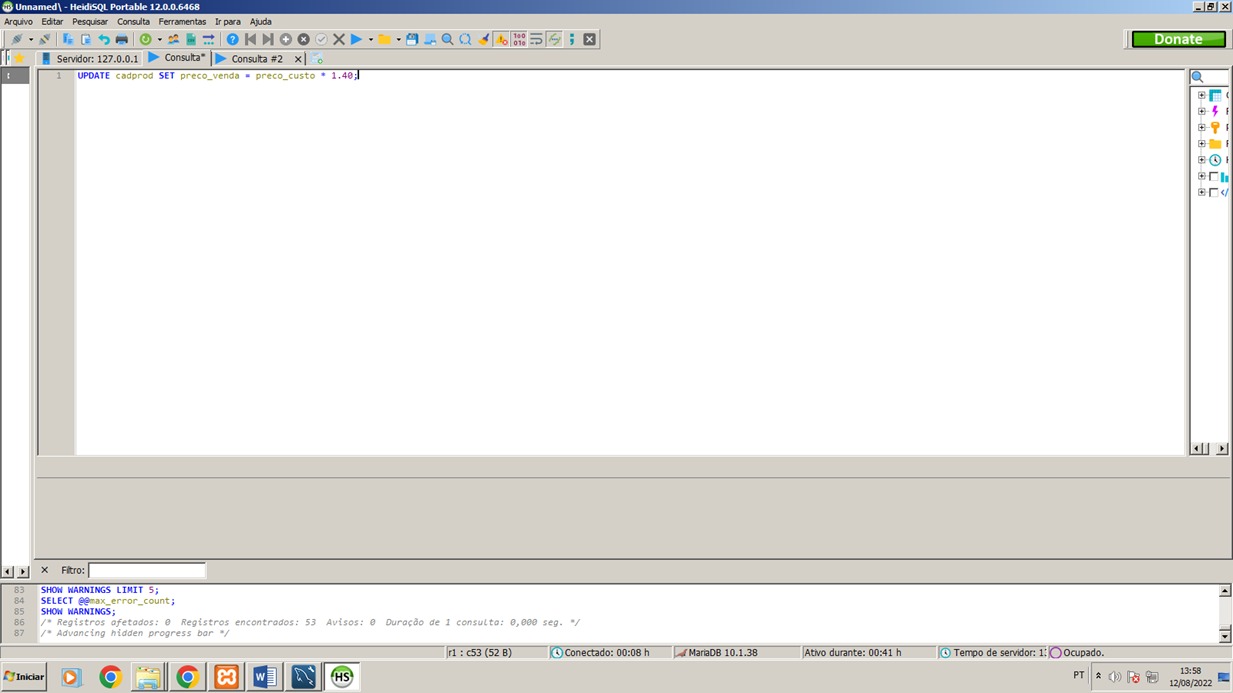 Unnamed\ - HeidiSQL Portable 12.0.0.6468
Arquivo Editar Pesquisar Consulta Ferramentas Ir para Ajuda
Donate
Servidor: 127.0.0.1 Consulta* Consulta #2
1 UPDATE cadprod SET preco_venda = preco_custo * 1.40;
Filtro:
83 SHOW WARNINGS LIMIT 5;
84 SELECT @@max_error_count;
85 SHOW WARNINGS;
86 /* Registros afetados: 0 Registros encontrados: 53 Avisos: 0 Duração de 1 consulta: 0,000 seg. */
87 /* Advancing hidden progress bar */
r1 : c53 (52 B) Conectado: 00:08 h MariaDB 10.1.38 Ativo durante: 00:41 h Tempo de servidor: 13 Ocupado.
Iniciar HS PT 13:58
12/08/2022